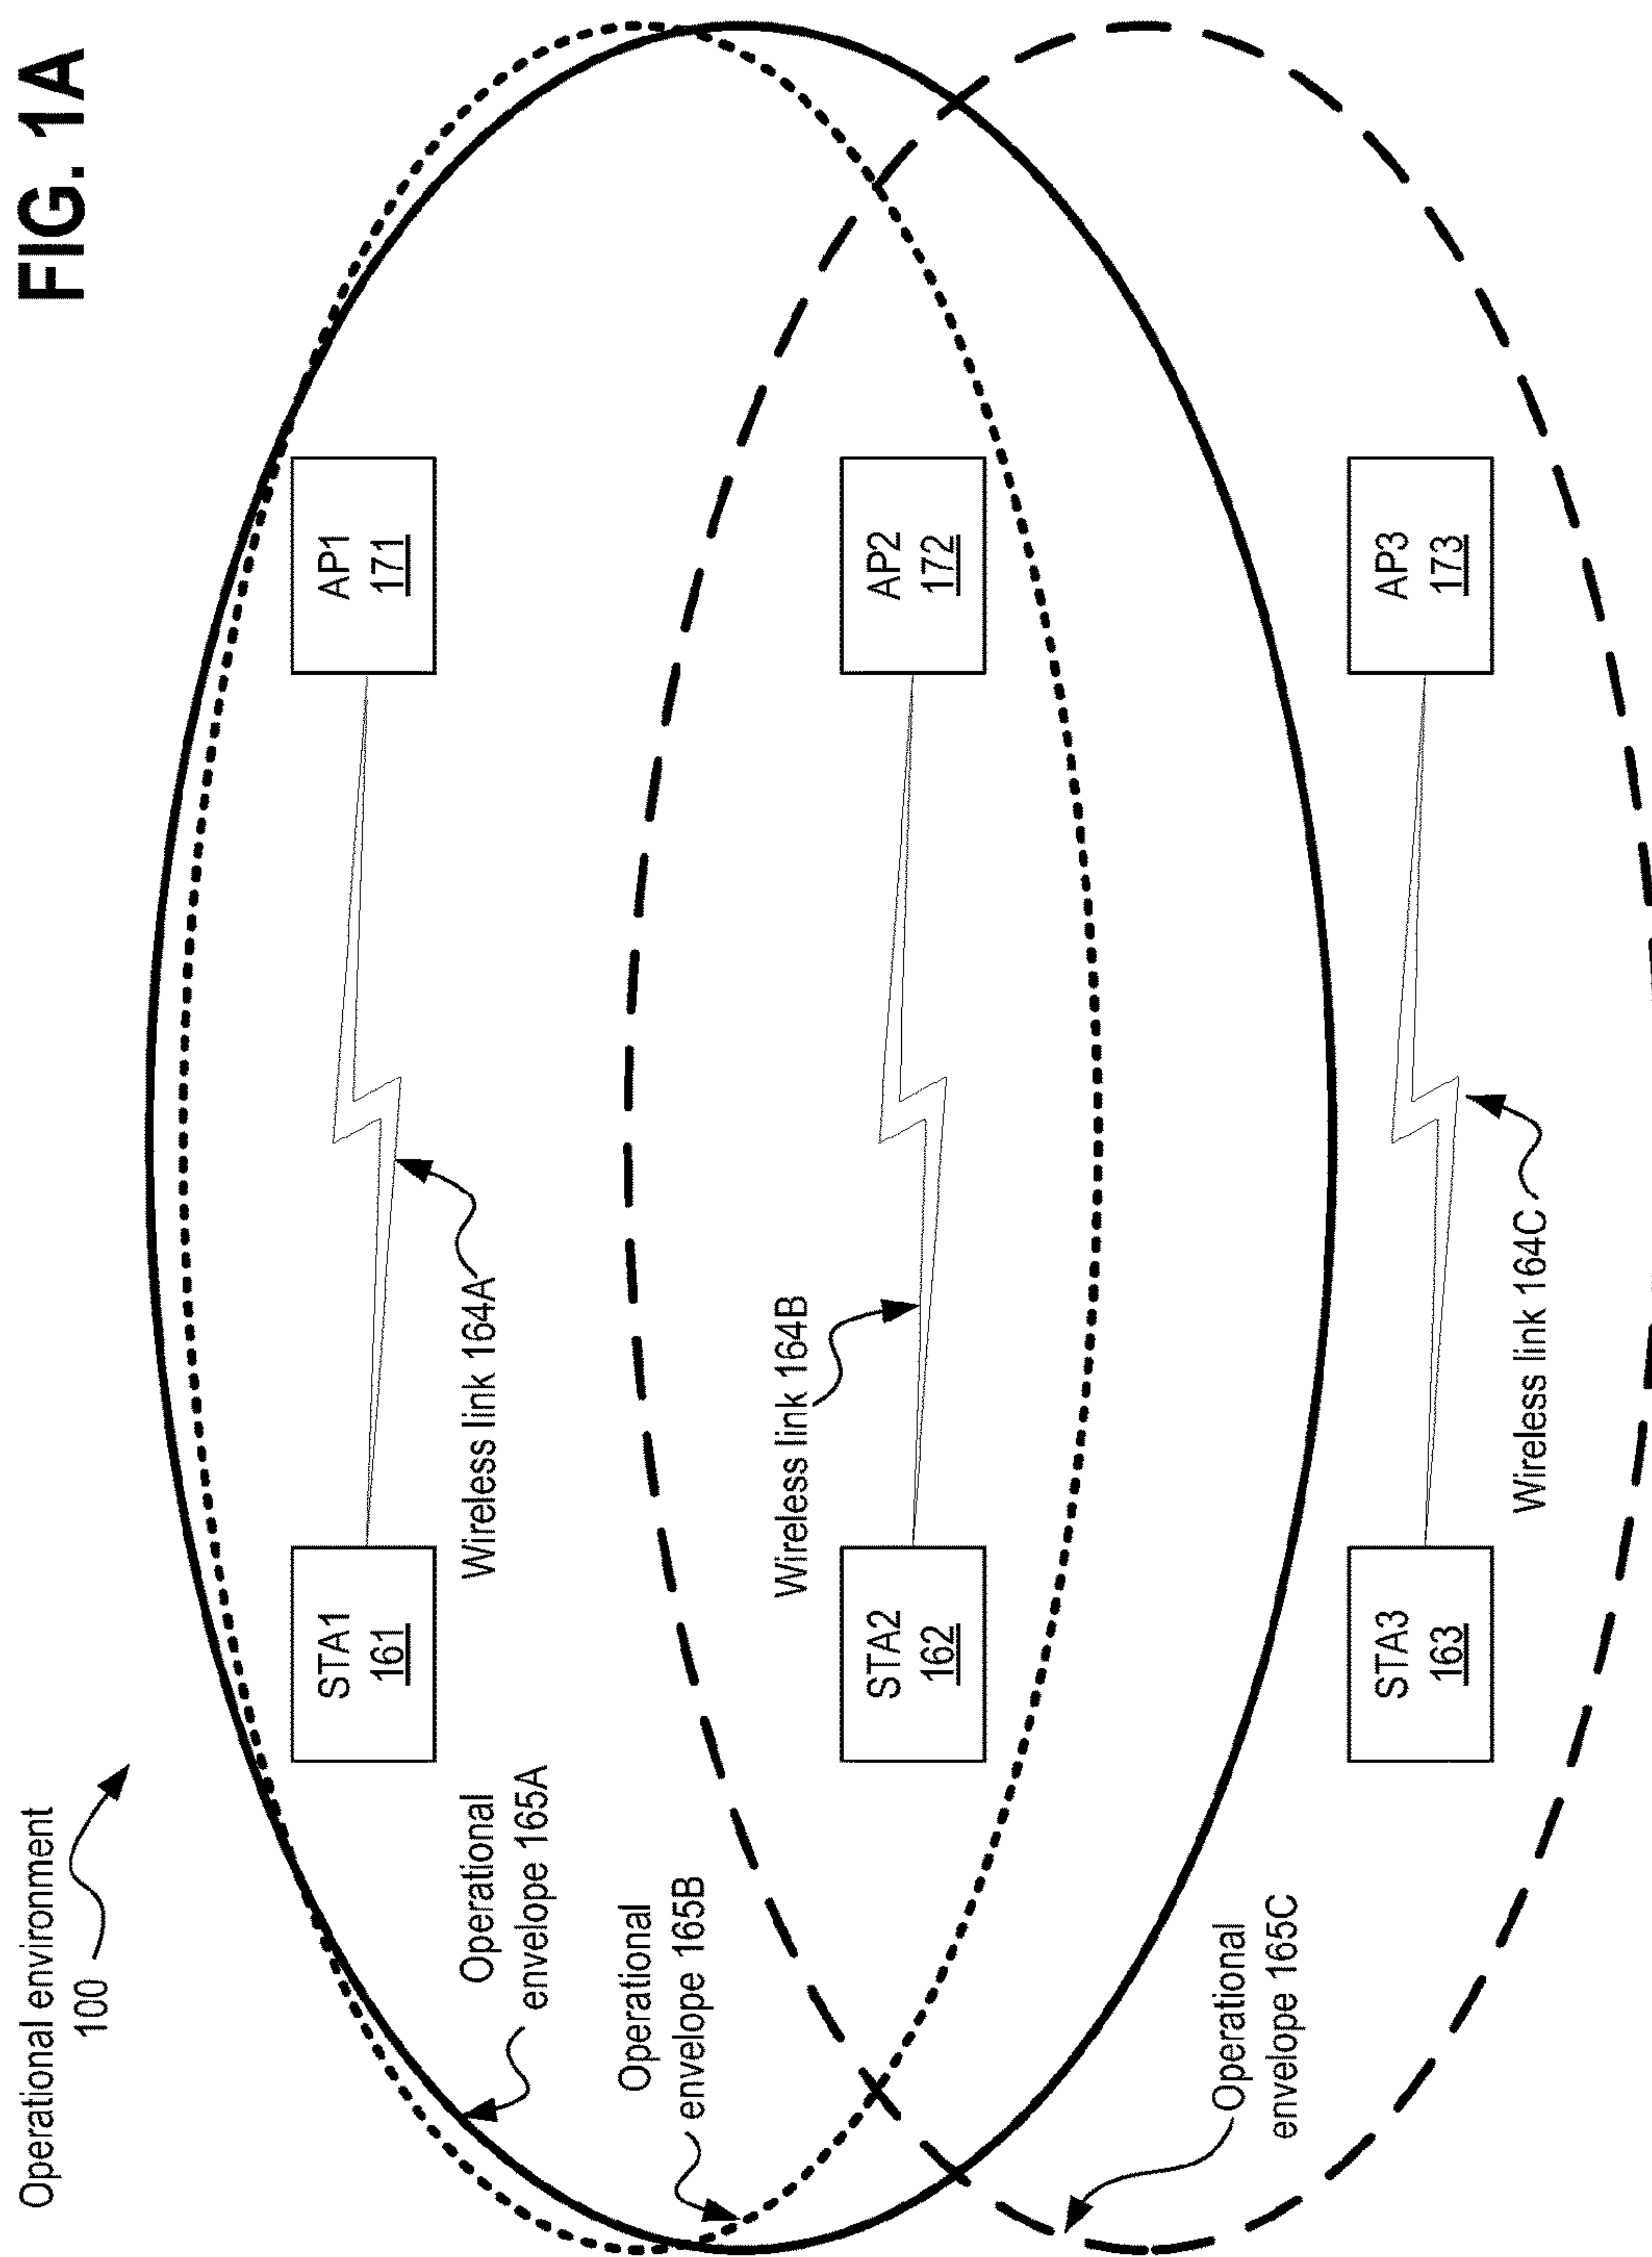 FIG. 1A
Operational environment
100
STA1
161
AP1
171
Wireless link 164A
Operational
envelope 165A
Operational
envelope 165B
Wireless link 164B
STA2
162
AP2
172
Operational
envelope 165C
STA3
163
AP3
173
Wireless link 164C